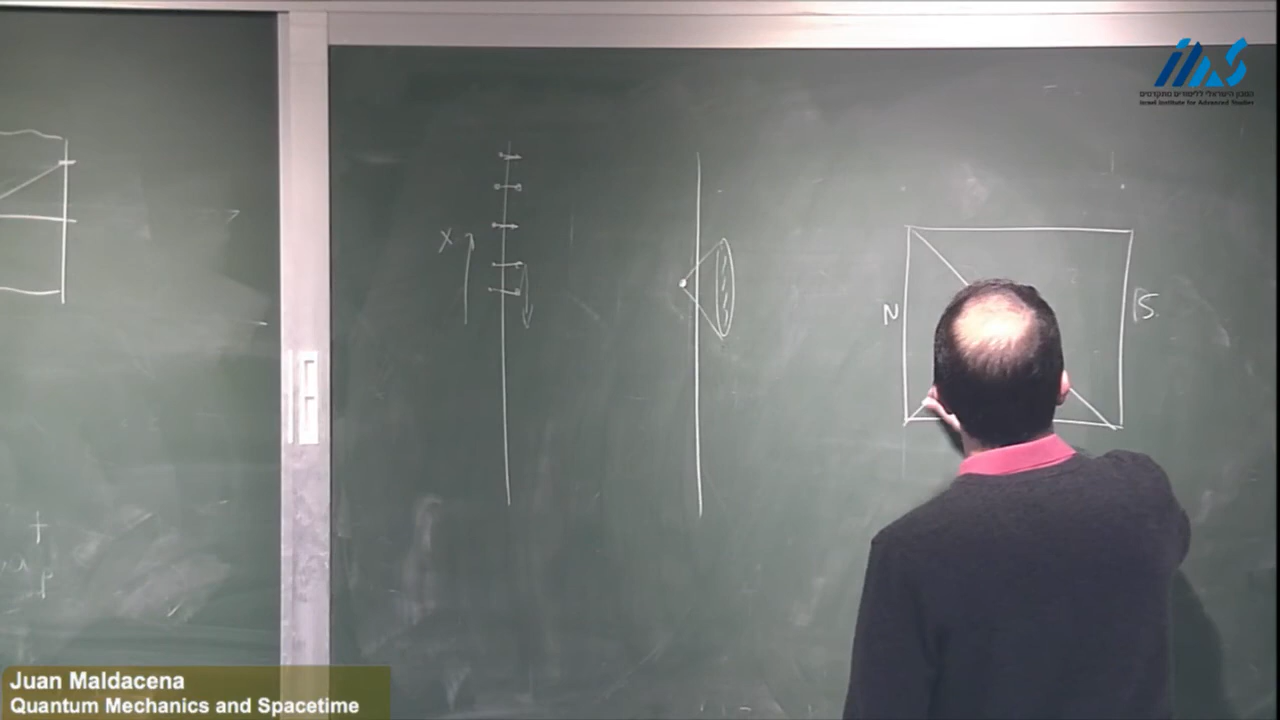 המכון הישראלי ללימודים מתקדמים
Israel Institute for Advanced Studies
X
N
S.
Juan Maldacena
Quantum Mechanics and Spacetime